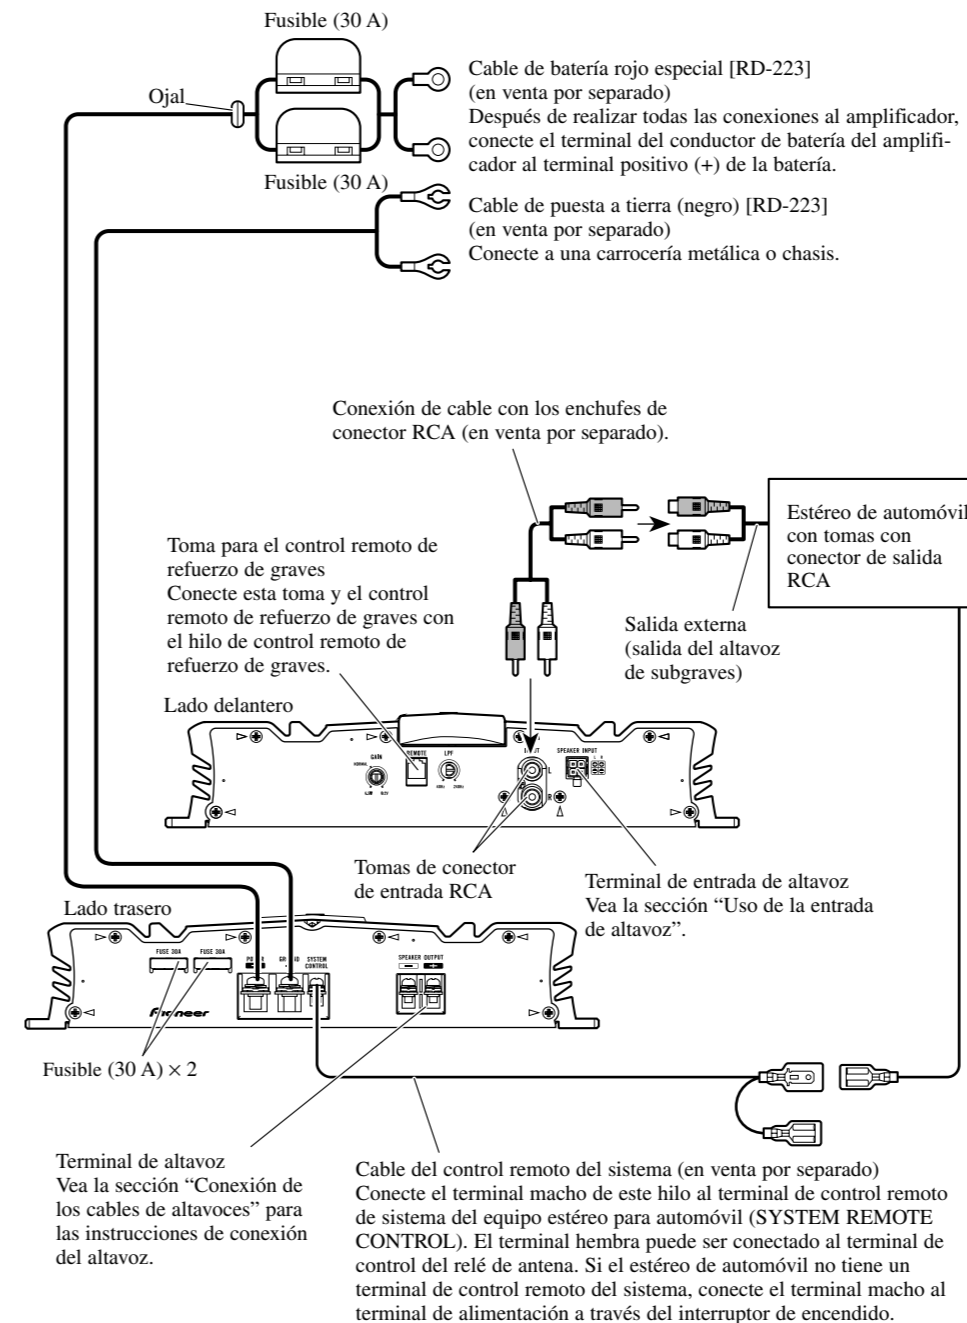 Fusible (30 A)
Ojal
Fusible (30 A)
Cable de batería rojo especial [RD-223]
(en venta por separado)
Después de realizar todas las conexiones al amplificador,
conecte el terminal del conductor de batería del amplifi-
cador al terminal positivo (+) de la batería.
Cable de puesta a tierra (negro) [RD-223]
(en venta por separado)
Conecte a una carrocería metálica o chasis.
Conexión de cable con los enchufes de
conector RCA (en venta por separado).
Estéreo de automóvil
con tomas con
conector de salida
RCA
Toma para el control remoto de
refuerzo de graves
Conecte esta toma y el control
remoto de refuerzo de graves con
el hilo de control remoto de
refuerzo de graves.
Salida externa
(salida del altavoz
de subgraves)
Lado delantero
GAIN
NORMAL
REMOTE
LPF
SPEAKER INPUT
L R
L
R
Tomas de conector
de entrada RCA
Terminal de entrada de altavoz
Vea la sección “Uso de la entrada
de altavoz”.
Lado trasero
FUSE 30A FUSE 30A
SYSTEM
CONTROL
SPEAKER OUTPUT
Pioneer
Fusible (30 A) × 2
Terminal de altavoz
Vea la sección “Conexión de
los cables de altavoces” para
las instrucciones de conexión
del altavoz.
Cable del control remoto del sistema (en venta por separado)
Conecte el terminal macho de este hilo al terminal de control remoto
de sistema del equipo estéreo para automóvil (SYSTEM REMOTE
CONTROL). El terminal hembra puede ser conectado al terminal de
control del relé de antena. Si el estéreo de automóvil no tiene un
terminal de control remoto del sistema, conecte el terminal macho al
terminal de alimentación a través del interruptor de encendido.